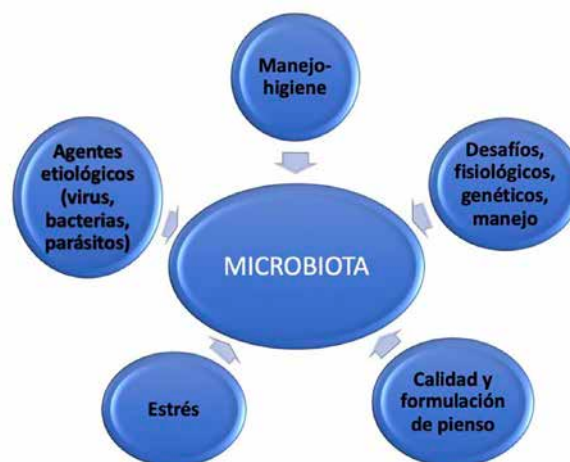 Manejo-
higiene
Agentes
etiológicos
(virus,
bacterias,
parásitos)
Desafíos,
fisiológicos,
genéticos,
manejo
MICROBIOTA
Estrés
Calidad y
formulación
de pienso